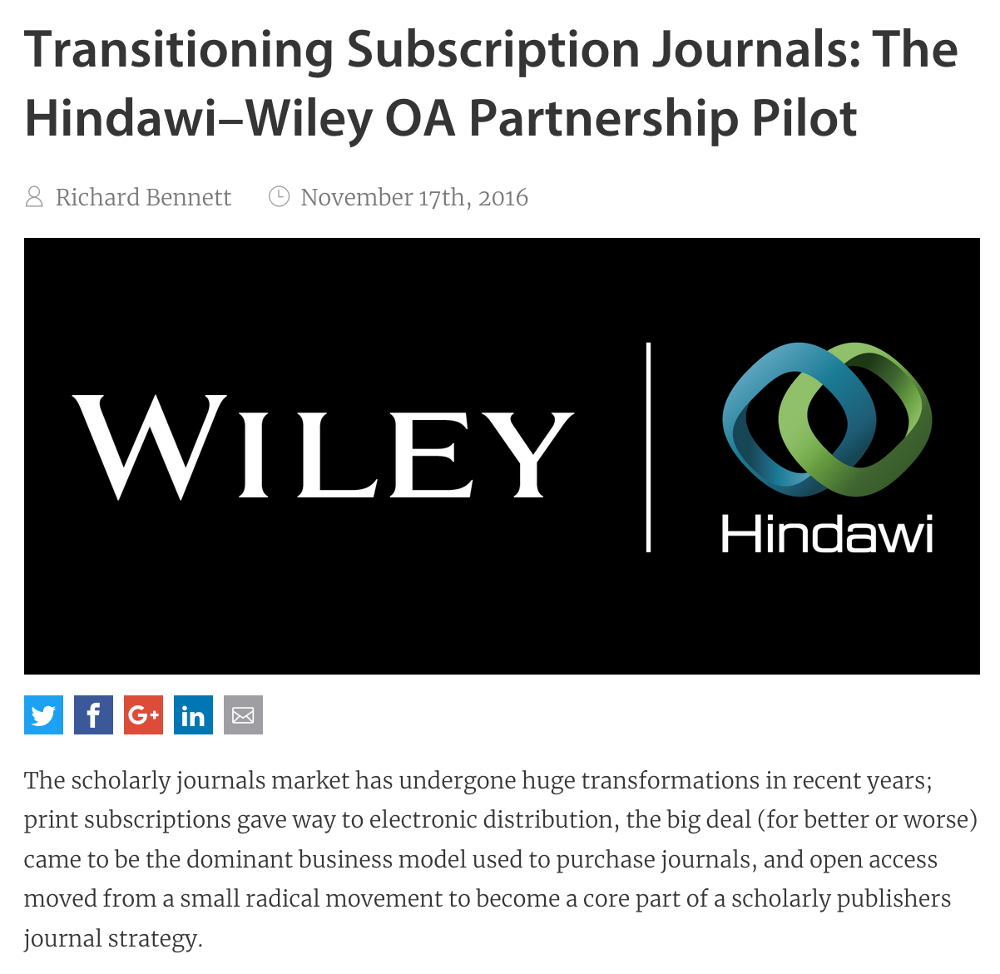 Transitioning Subscription Journals: The
Hindawi–Wiley OA Partnership Pilot
Richard Bennett November 17th, 2016
WILEY
Hindawi
f G+ in
The scholarly journals market has undergone huge transformations in recent years;
print subscriptions gave way to electronic distribution, the big deal (for better or worse)
came to be the dominant business model used to purchase journals, and open access
moved from a small radical movement to become a core part of a scholarly publishers
journal strategy.